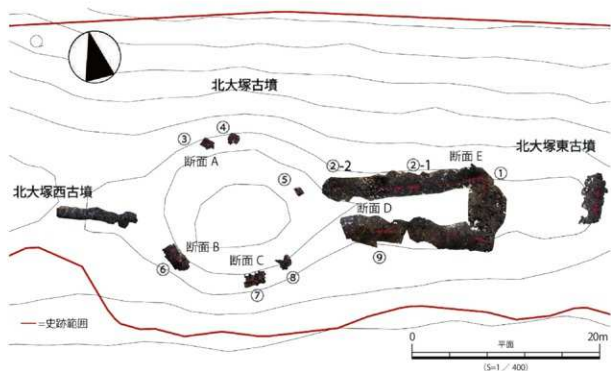 北大塚古墳
③
④
断面 A
②-2
②-1
断面 E
①
北大塚東古墳
北大塚西古墳
⑤
断面 D
断面 B
断面 C
⑥
⑦
⑧
⑨
=史跡範囲
0
20m
平面
(S=1 / 400)